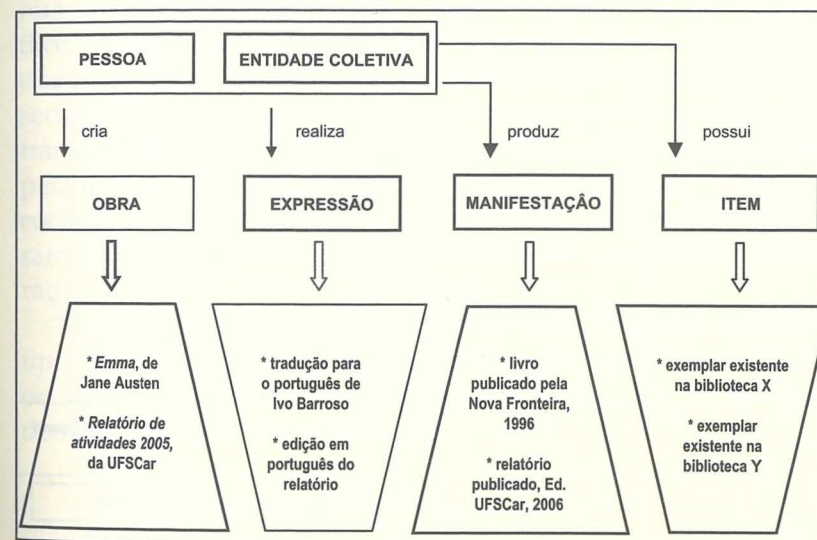 PESSOA
ENTIDADE COLETIVA
cria
realiza
produz
possui
OBRA
EXPRESSÃO
MANIFESTAÇÂO
ITEM
* Emma, de
Jane Austen
* Relatório de
atividades 2005,
da UFSCar
* tradução para
o português de
Ivo Barroso
* edição em
português do
relatório
* livro
publicado pela
Nova Fronteira,
1996
* relatório
publicado, Ed.
UFSCar, 2006
* exemplar existente
na biblioteca X
* exemplar
existente na
biblioteca Y